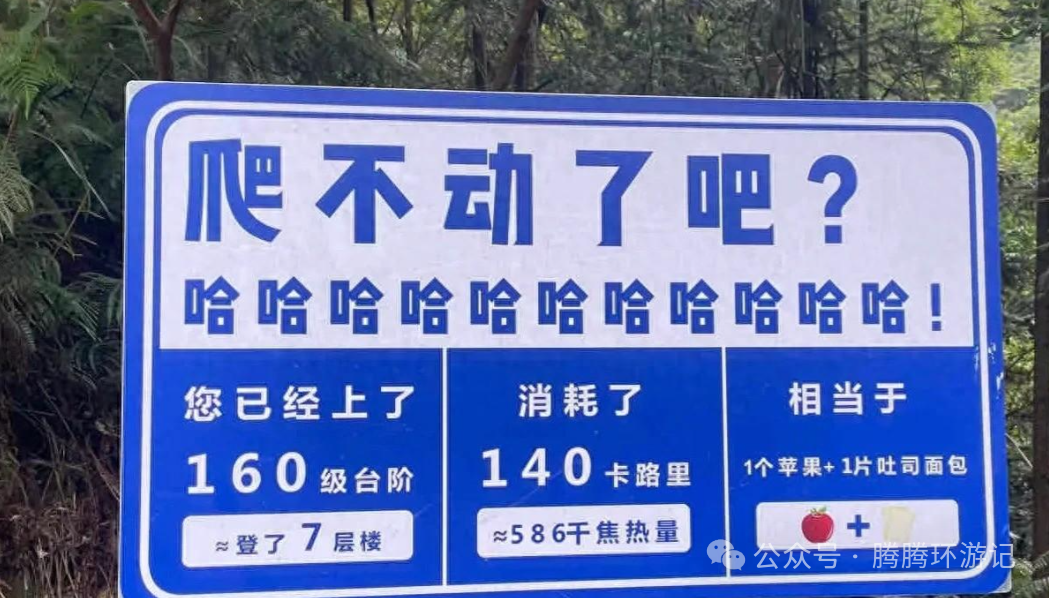 爬不动了吧?
哈哈哈哈哈哈哈哈哈哈哈!
您已经上了
160级台阶
≈登了7层楼
消耗了
140卡路里
≈586千焦热量
相当于
1个苹果+1片吐司面包
+
公众号·腾腾环游记